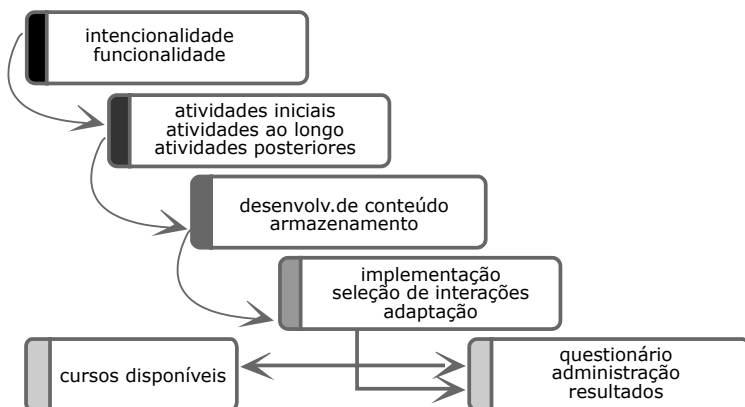 intencionalidade
funcionalidade
atividades iniciais
atividades ao longo
atividades posteriores
desenvolv.de conteúdo
armazenamento
implementação
seleção de interações
adaptação
cursos disponíveis
questionário
administração
resultados